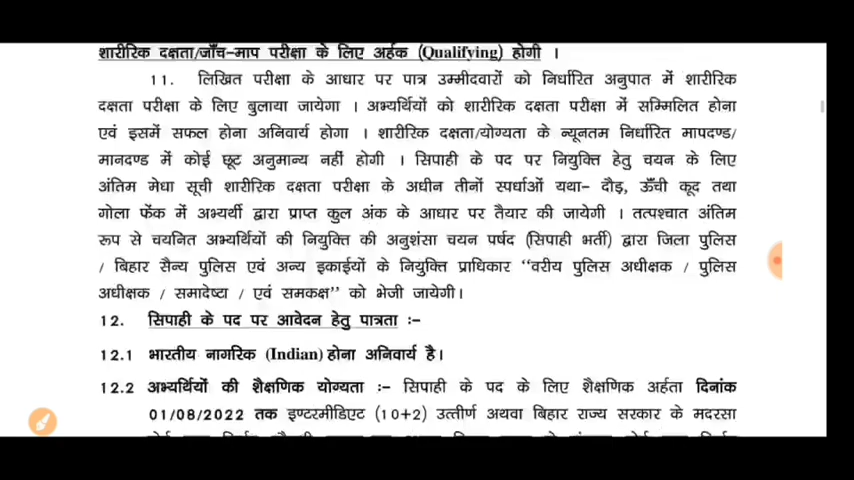 शारीरिक दक्षता/जाँच-माप परीक्षा के लिए अर्हक (Qualifying) होगी ।
11. लिखित परीक्षा के आधार पर पात्र उम्मीदवारों को निर्धारित अनुपात में शारीरिक
दक्षता परीक्षा के लिए बुलाया जायेगा । अभ्यर्थियों को शारीरिक दक्षता परीक्षा में सम्मिलित होना
एवं इसमें सफल होना अनिवार्य होगा । शारीरिक दक्षता/योग्यता के न्यूनतम निर्धारित मापदण्ड/
मानदण्ड में कोई छूट अनुमान्य नहीं होगी । सिपाही के पद पर नियुक्ति हेतु चयन के लिए
अंतिम मेधा सूची शारीरिक दक्षता परीक्षा के अधीन तीनों स्पर्धाओं यथा- दौड़, ऊँची कूद तथा
गोला फेंक में अभ्यर्थी द्वारा प्राप्त कुल अंक के आधार पर तैयार की जायेगी । तत्पश्चात अंतिम
रूप से चयनित अभ्यर्थियों की नियुक्ति की अनुशंसा चयन पर्षद (सिपाही भर्ती) द्वारा जिला पुलिस
/ बिहार सैन्य पुलिस एवं अन्य इकाईयों के नियुक्ति प्राधिकार “वरीय पुलिस अधीक्षक / पुलिस
अधीक्षक / समादेष्टा / एवं समकक्ष” को भेजी जायेगी।
12. सिपाही के पद पर आवेदन हेतु पात्रता :-
12.1 भारतीय नागरिक (Indian) होना अनिवार्य है।
12.2 अभ्यर्थियों की शैक्षणिक योग्यता :- सिपाही के पद के लिए शैक्षणिक अर्हता दिनांक
01/08/2022 तक इण्टरमीडिएट (10+2) उत्तीर्ण अथवा बिहार राज्य सरकार के मदरसा